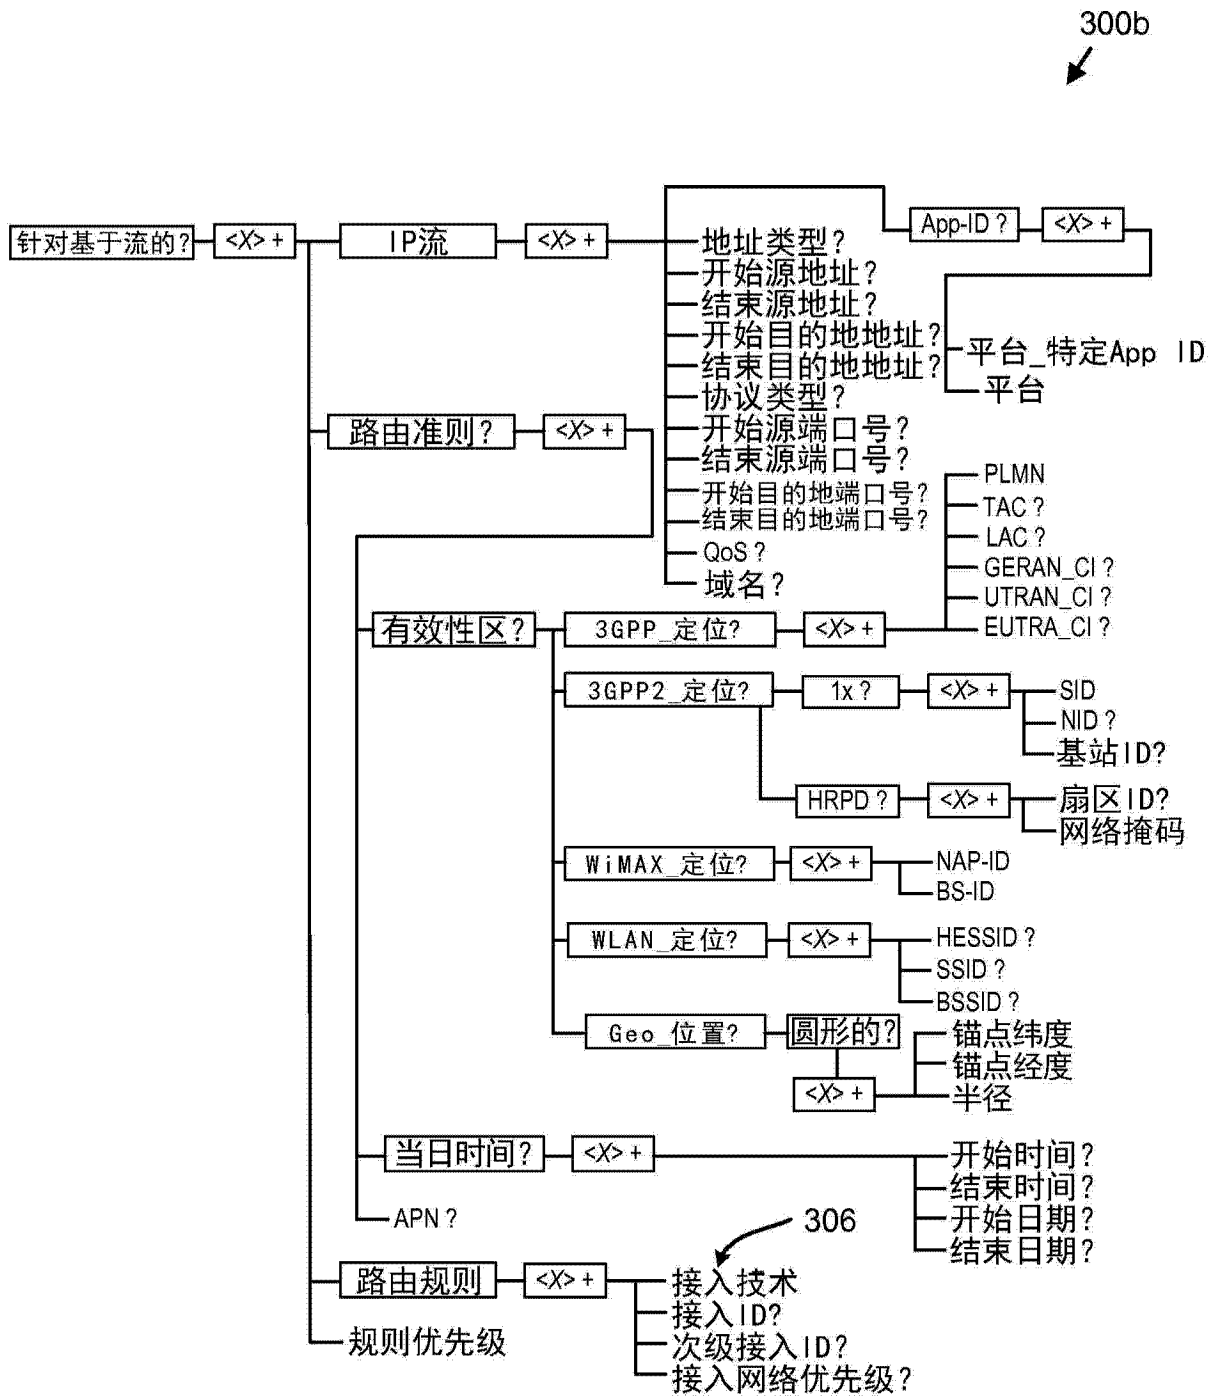 300b
针对基于流的?
<X> +
IP流
<X> +
App-ID ?
<X> +
地址类型?
开始源地址?
结束源地址?
开始目的地地址?
结束目的地地址?
协议类型?
开始源端口号?
结束源端口号?
开始目的地端口号?
结束目的地端口号?
QoS ?
域名?
平台_特定App ID
平台
路由准则?
<X> +
有效性区?
3GPP_定位?
<X> +
PLMN
TAC ?
LAC ?
GERAN_CI ?
UTRAN_CI ?
EUTRA_CI ?
3GPP2_定位?
1x ?
<X> +
SID
NID ?
基站ID?
HRPD ?
<X> +
扇区ID?
网络掩码
WiMAX_定位?
<X> +
NAP-ID
BS-ID
WLAN_定位?
<X> +
HESSID ?
SSID ?
BSSID ?
Geo_位置?
圆形的?
<X> +
锚点纬度
锚点经度
半径
当日时间?
<X> +
开始时间?
结束时间?
开始日期?
结束日期?
APN ?
306
路由规则
<X> +
接入技术
接入ID?
次级接入ID?
接入网络优先级?
规则优先级